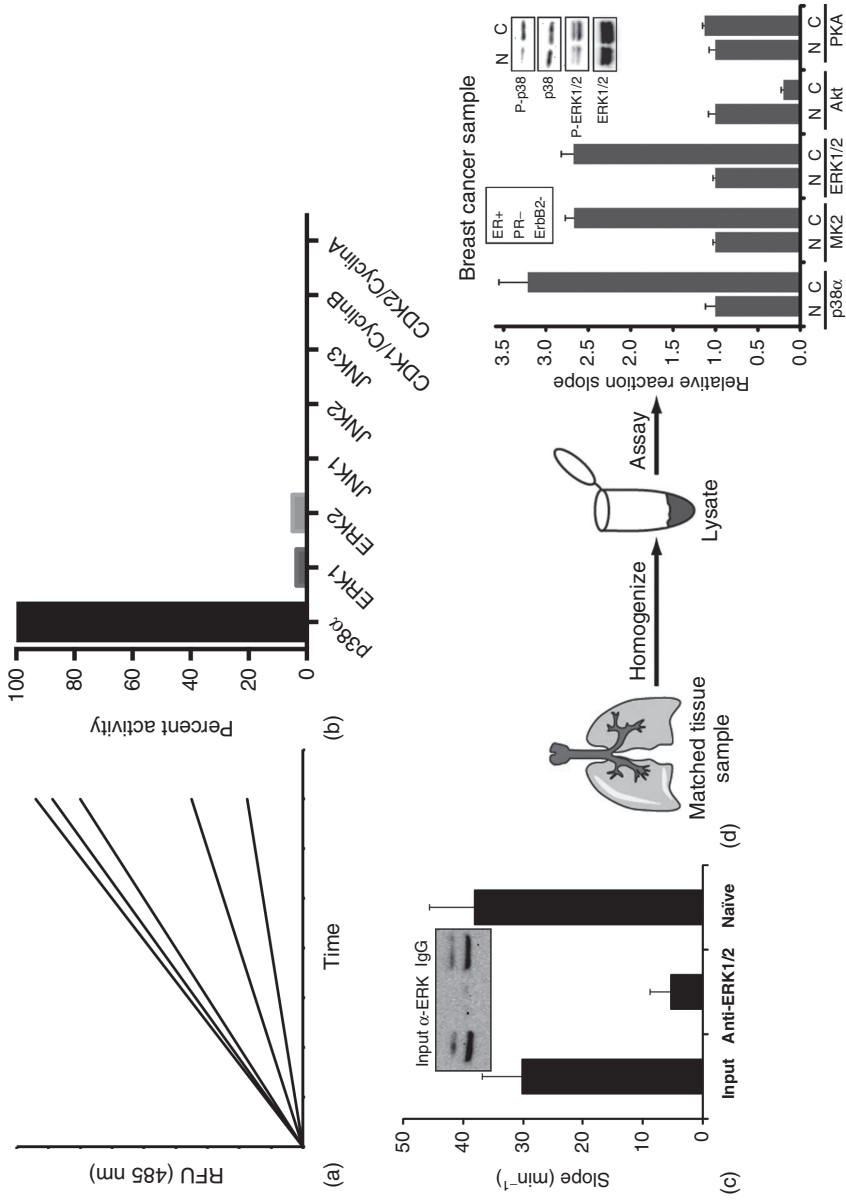 RFU (485 nm)
Time
(a)
Percent activity
100
80
60
40
20
0
p38α
ERK1
ERK2
JNK1
JNK2
JNK3
CDK1/CyclinB
CDK2/CyclinA
(b)
Slope (min⁻¹)
50
40
30
20
10
0
Input α-ERK IgG
Input Anti-ERK1/2 Naïve
(c)
Matched tissue
sample
Homogenize
Lysate
Assay
(d)
Breast cancer sample
Relative reaction slope
3.5
3.0
2.5
2.0
1.5
1.0
0.5
0.0
ER+
PR–
ErbB2-
N C
P-p38
p38
P-ERK1/2
ERK1/2
N C N C N C N C N C
p38α MK2 ERK1/2 Akt PKA